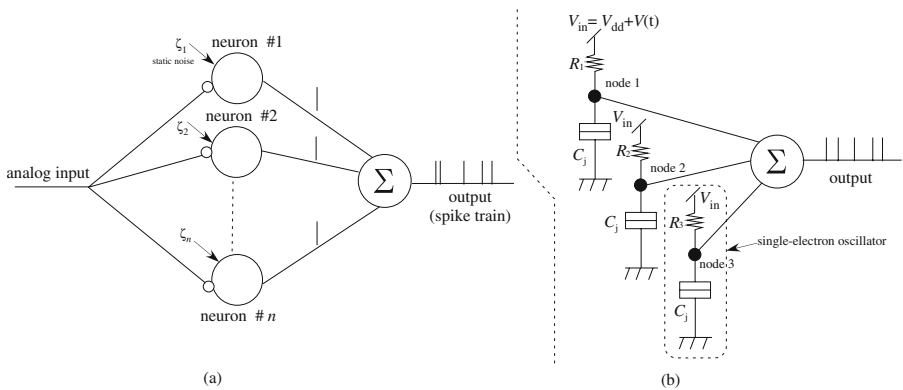 ζ1
static noise
neuron #1
neuron #2
ζ2
analog input
ζn
neuron # n
Σ
output
(spike train)
(a)
Vin= Vdd+V(t)
R1
node 1
Cj
Vin
R2
node 2
Cj
Vin
R3
node 3
Cj
Σ
output
single-electron oscillator
(b)